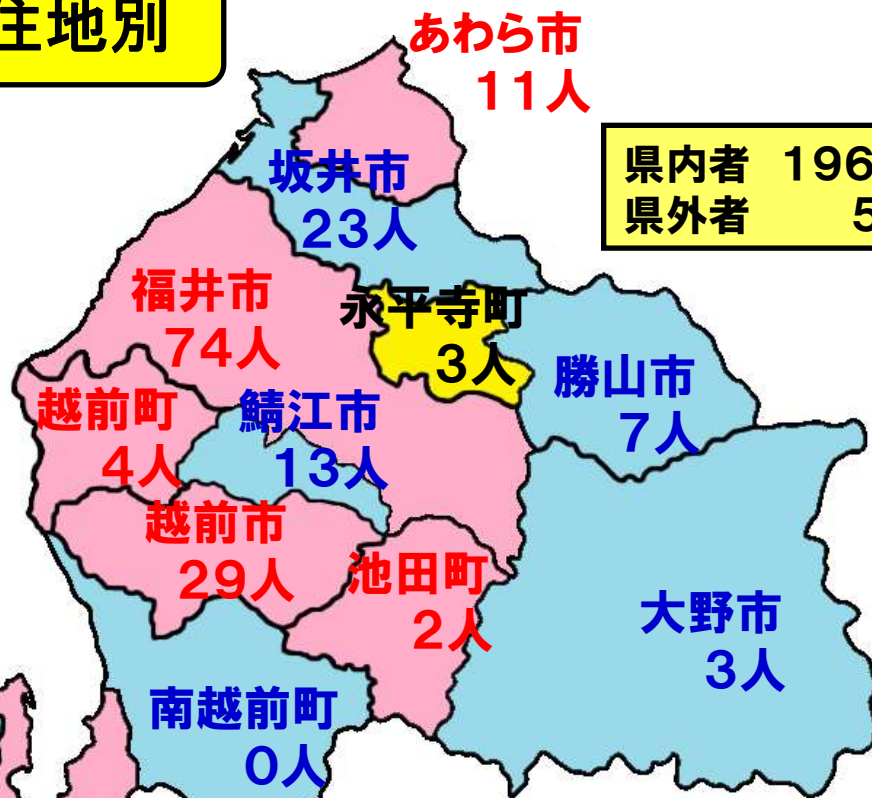 住地別
あわら市
11人
県内者 196
県外者 5
坂井市
23人
福井市
74人
永平寺町
3人
勝山市
7人
越前町
4人
鯖江市
13人
越前市
29人
池田町
2人
大野市
3人
南越前町
0人